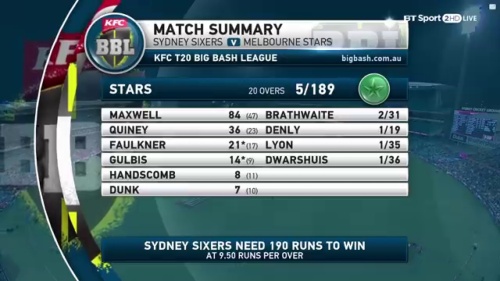 BT Sport 2HD LIVE
KFC
BBL
MATCH SUMMARY
SYDNEY SIXERS V MELBOURNE STARS
KFC T20 BIG BASH LEAGUE bigbash.com.au
STARS 20 OVERS 5/189
MAXWELL 84 (47) BRATHWAITE 2/31
QUINEY 36 (23) DENLY 1/19
FAULKNER 21* (17) LYON 1/35
GULBIS 14* (9) DWARSHUIS 1/36
HANDSCOMB 8 (11)
DUNK 7 (10)
SYDNEY SIXERS NEED 190 RUNS TO WIN
AT 9.50 RUNS PER OVER